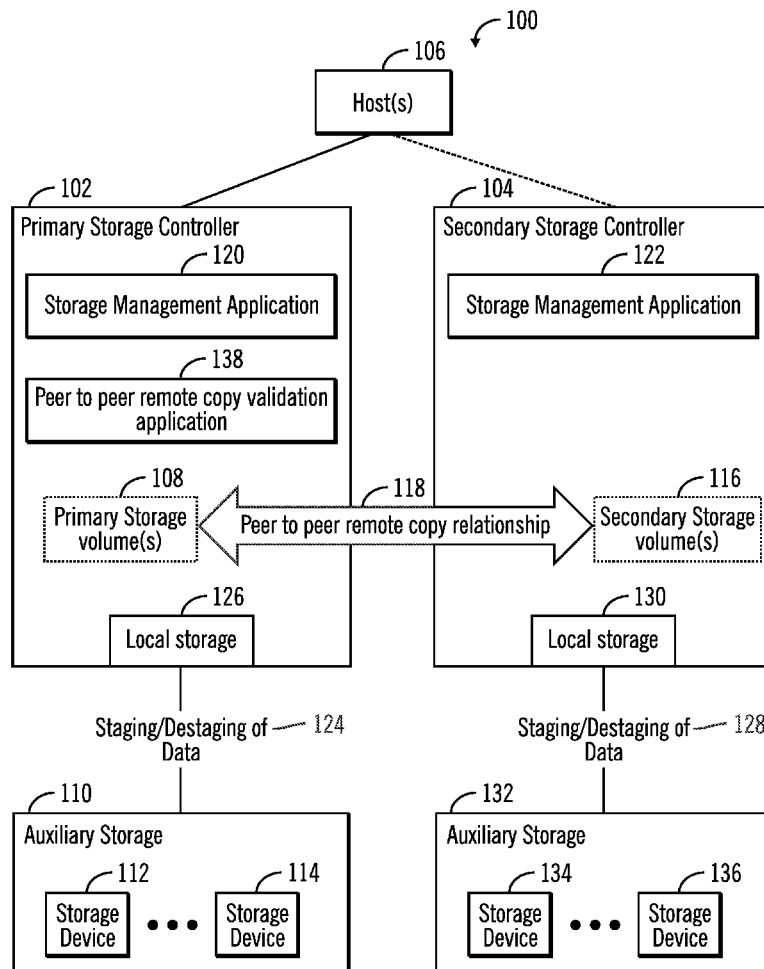 100
106
Host(s)
102
Primary Storage Controller
120
Storage Management Application
138
Peer to peer remote copy validation
application
108
Primary Storage
volume(s)
118
Peer to peer remote copy relationship
126
Local storage
104
Secondary Storage Controller
122
Storage Management Application
116
Secondary Storage
volume(s)
130
Local storage
Staging/Destaging of
Data
124
Staging/Destaging of
Data
128
110
Auxiliary Storage
112
Storage
Device
114
Storage
Device
132
Auxiliary Storage
134
Storage
Device
136
Storage
Device